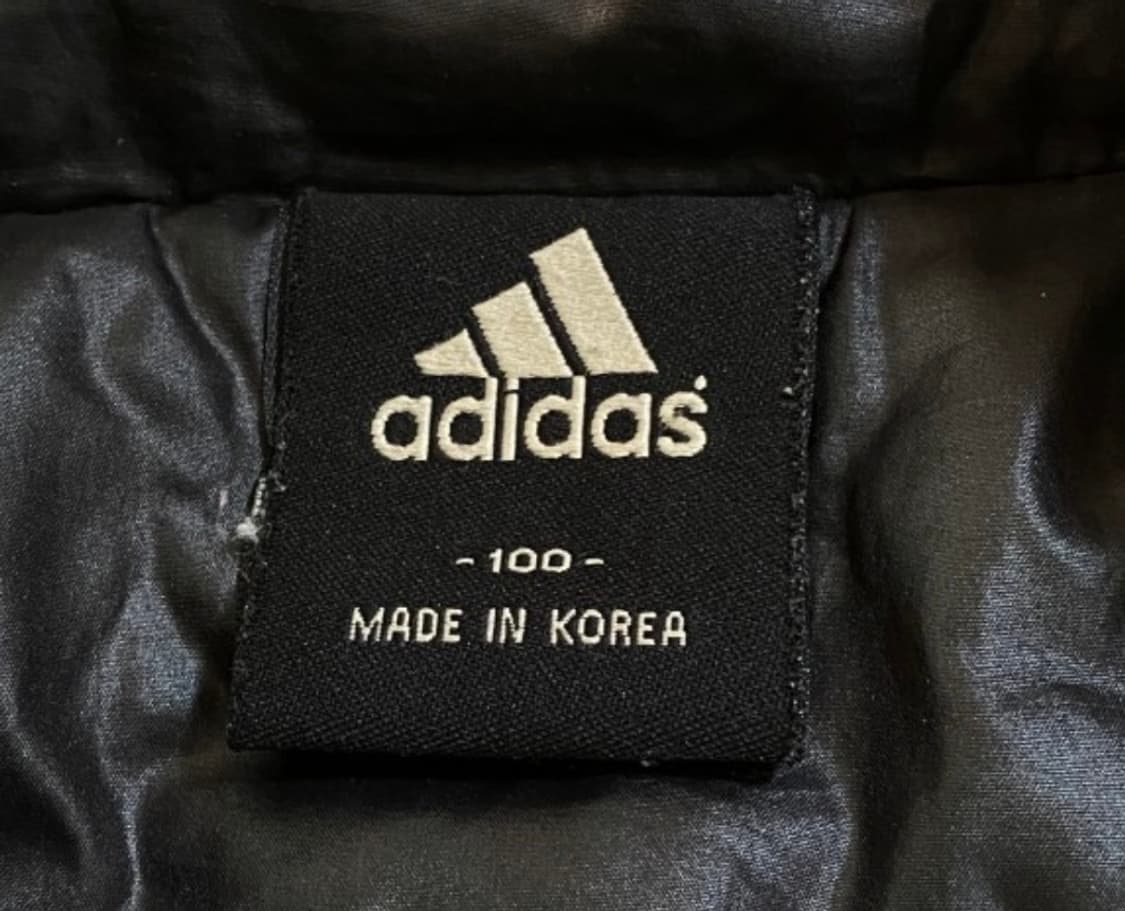 adidas
- 100 -
MADE IN KOREA